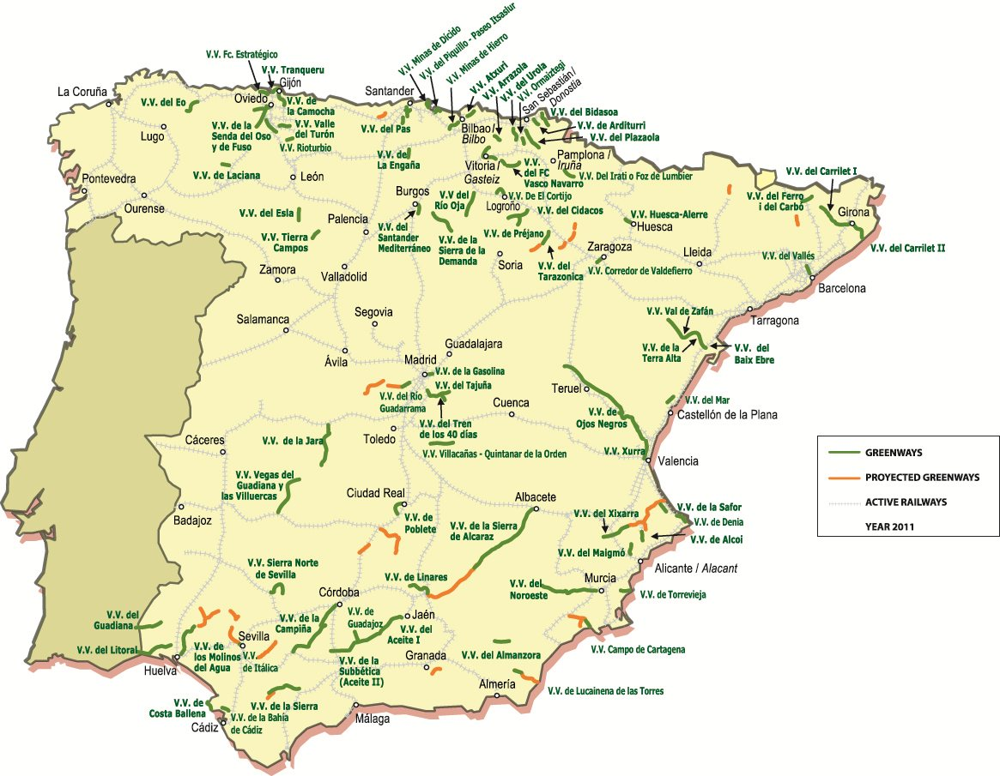 V.V. Minas de Dicido
V.V. del Piquillo - Paseo Itsaslur
V.V. Minas de Hierro
V.V. Atxuri
V.V. Arrazola
V.V. del Urola
V.V. Ormaiztegi
San Sebastián /
Donostia
V.V. Fc. Estratégico
V.V. Tranqueru
Gijón
La Coruña
V.V. del Eo
Oviedo
V.V. de
la Camocha
Santander
V.V. del Pas
Bilbao /
Bilbo
V.V. del Bidasoa
V.V. de Arditurri
V.V. del Plazaola
Lugo
V.V. de la
Senda del Oso
y de Fuso
V.V. Valle
del Turón
V.V. Rioturbio
V.V. de
La Engaña
Vitoria /
Gasteiz
V.V.
del FC
Vasco Navarro
Pamplona /
Iruña
V.V. Del Irati o Foz de Lumbier
V.V. del Carrilet I
Pontevedra
V.V. de Laciana
León
Ourense
Burgos
V.V del
Río Oja
Logroño
V.V. De El Cortijo
V.V. del Cidacos
V.V. del Ferro
i del Carbó
Girona
V.V. del Esla
Palencia
V.V. del
Santander
Mediterráneo
V.V. de la
Sierra de la
Demanda
V.V. de Préjano
V.V. Huesca-Alerre
Huesca
V.V. Tierra
Campos
Zaragoza
Lleida
V.V. del Carrilet II
V.V. del Vallés
Zamora
Valladolid
Soria
V.V. del
Tarazonica
V.V. Corredor de Valdefierro
Barcelona
Segovia
Salamanca
V.V. Val de Zafán
Tarragona
Ávila
Guadalajara
V.V. de la
Terra Alta
V.V. del
Baix Ebre
Madrid
V.V. de la Gasolina
V.V. del Tajuña
V.V. del Río
Guadarrama
Teruel
V.V. del Mar
Cuenca
Castellón de la Plana
V.V. del Tren
de los 40 días
V.V. de
Ojos Negros
Toledo
Cáceres
V.V. de la Jara
V.V. Villacañas - Quintanar de la Orden
V.V. Xurra
Valencia
GREENWAYS
PROYECTED GREENWAYS
ACTIVE RAILWAYS
YEAR 2011
V.V. Vegas del
Guadiana y
las Villuercas
Ciudad Real
Albacete
Badajoz
V.V. de
Poblete
V.V. de la Sierra
de Alcaraz
V.V. del Xixarra
V.V. de la Safor
V.V. de Denia
V.V. de Alcoi
V.V. del Maigmó
Alicante / Alacant
V.V. Sierra Norte
de Sevilla
V.V. de Linares
V.V. del
Noroeste
Murcia
V.V. de Torrevieja
Córdoba
V.V. del
Guadiana
V.V. de la
Campiña
V.V. de
Guadajoz
Jaén
V.V. del
Aceite I
V.V. del Litoral
Huelva
V.V. de
los Molinos
del Agua
Sevilla
V.V.
de Itálica
V.V. de la
Subbética
(Aceite II)
Granada
V.V. del Almanzora
V.V. Campo de Cartagena
Almería
V.V. de Lucainena de las Torres
V.V. de
Costa Ballena
V.V. de la Sierra
V.V. de la Bahía
de Cádiz
Cádiz
Málaga